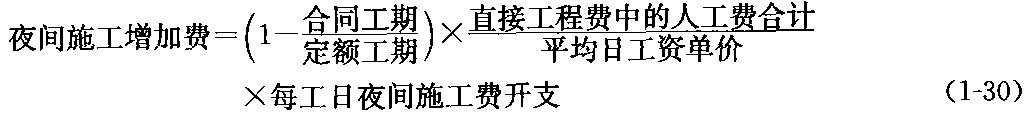 夜间施工增加费=(1-合同工期/定额工期)×直接工程费中的人工费合计/平均日工资单价
×每工日夜间施工费开支 (1-30)